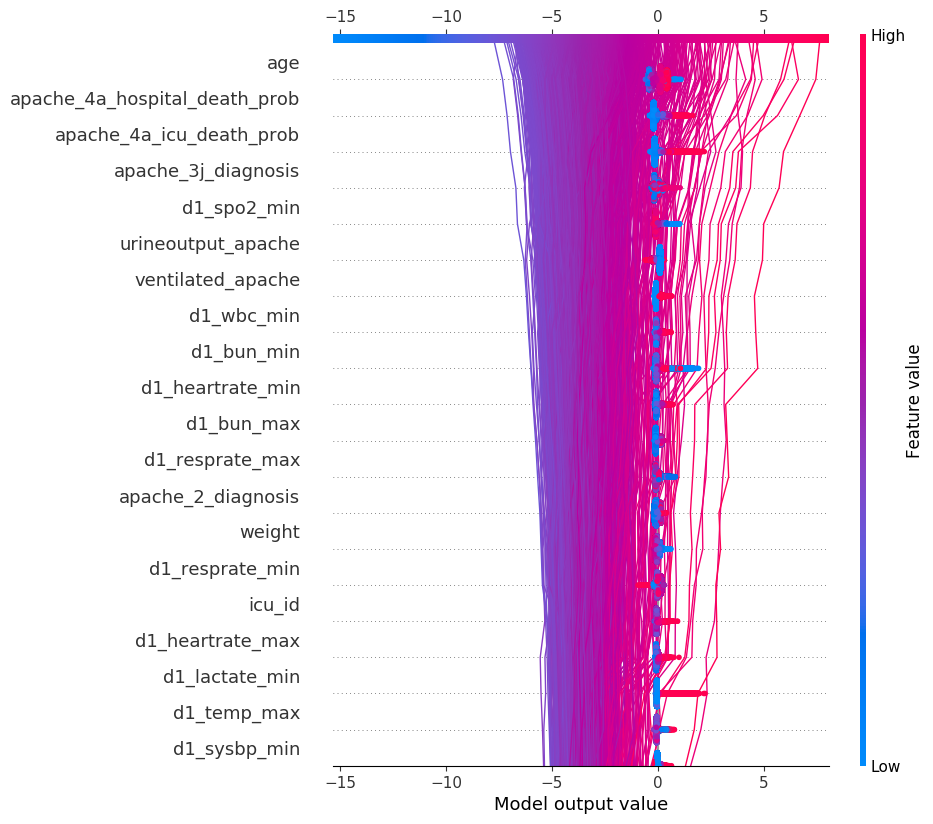 −15 −10 −5 0 5
High
age
apache_4a_hospital_death_prob
apache_4a_icu_death_prob
apache_3j_diagnosis
d1_spo2_min
urineoutput_apache
ventilated_apache
d1_wbc_min
d1_bun_min
d1_heartrate_min
d1_bun_max
d1_resprate_max
apache_2_diagnosis
weight
d1_resprate_min
icu_id
d1_heartrate_max
d1_lactate_min
d1_temp_max
d1_sysbp_min
Feature value
Low
−15 −10 −5 0 5
Model output value